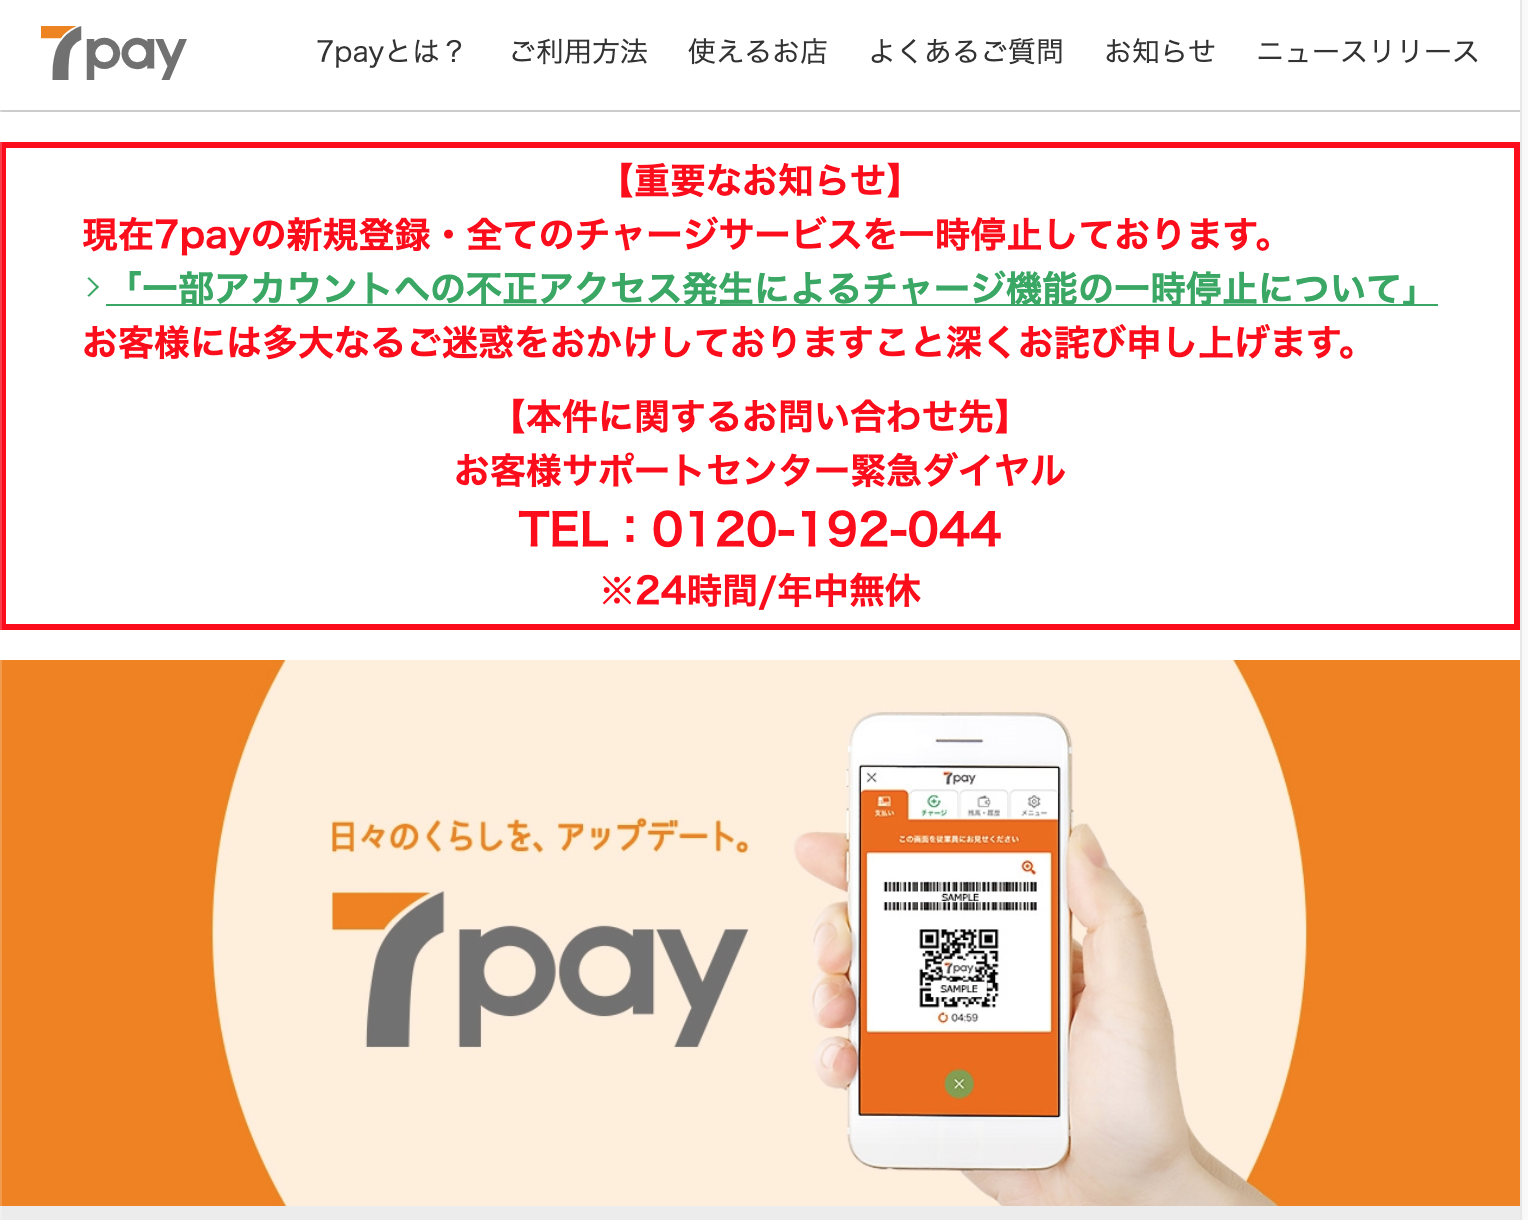 7pay
7payとは？ ご利用方法 使えるお店 よくあるご質問 お知らせ ニュースリリース
【重要なお知らせ】
現在7payの新規登録・全てのチャージサービスを一時停止しております。
「一部アカウントへの不正アクセス発生によるチャージ機能の一時停止について」
お客様には多大なるご迷惑をおかけしておりますこと深くお詫び申し上げます。
【本件に関するお問い合わせ先】
お客様サポートセンター緊急ダイヤル
TEL：0120-192-044
※24時間/年中無休
日々のくらしを、アップデート。
7pay
7pay
支払い チャージ 残高・履歴 メニュー
この画面を従業員にお見せください
SAMPLE
7pay
SAMPLE
04:59